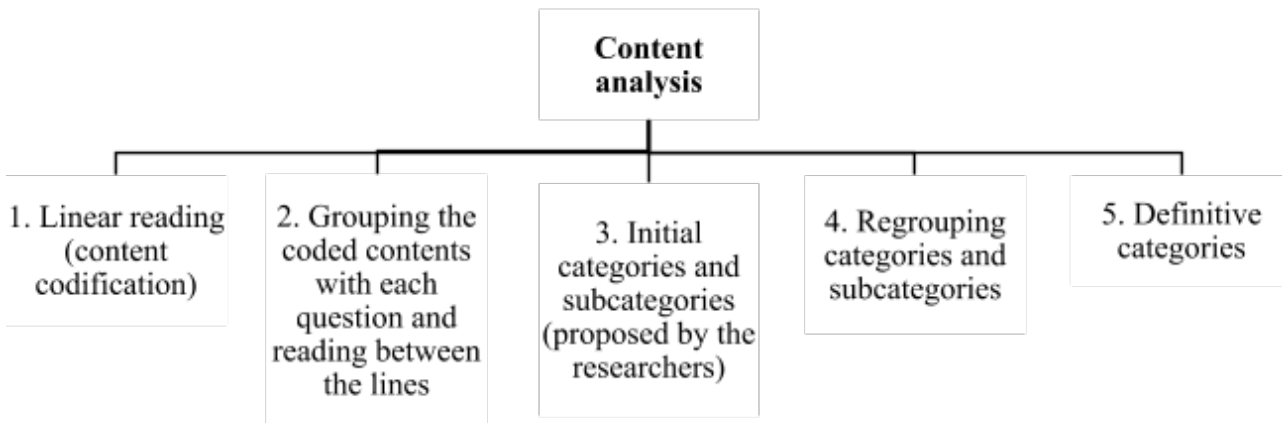 Content
analysis
1. Linear reading
(content
codification)
2. Grouping the
coded contents
with each
question and
reading between
the lines
3. Initial
categories and
subcategories
(proposed by the
researchers)
4. Regrouping
categories and
subcategories
5. Definitive
categories